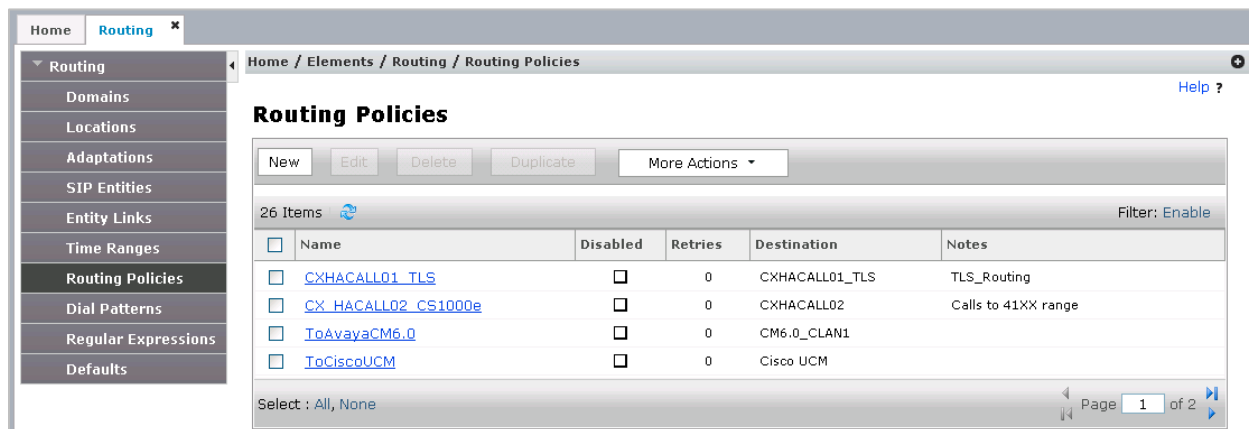 Home Routing ×
Routing
Domains
Locations
Adaptations
SIP Entities
Entity Links
Time Ranges
Routing Policies
Dial Patterns
Regular Expressions
Defaults
Home / Elements / Routing / Routing Policies
Help ?
Routing Policies
New Edit Delete Duplicate More Actions
26 Items Filter: Enable
Name Disabled Retries Destination Notes
CXHACALL01_TLS 0 CXHACALL01_TLS TLS_Routing
CX_HACALL02_CS1000e 0 CXHACALL02 Calls to 41XX range
ToAvayaCM6.0 0 CM6.0_CLAN1
ToCiscoUCM 0 Cisco UCM
Select : All, None Page 1 of 2